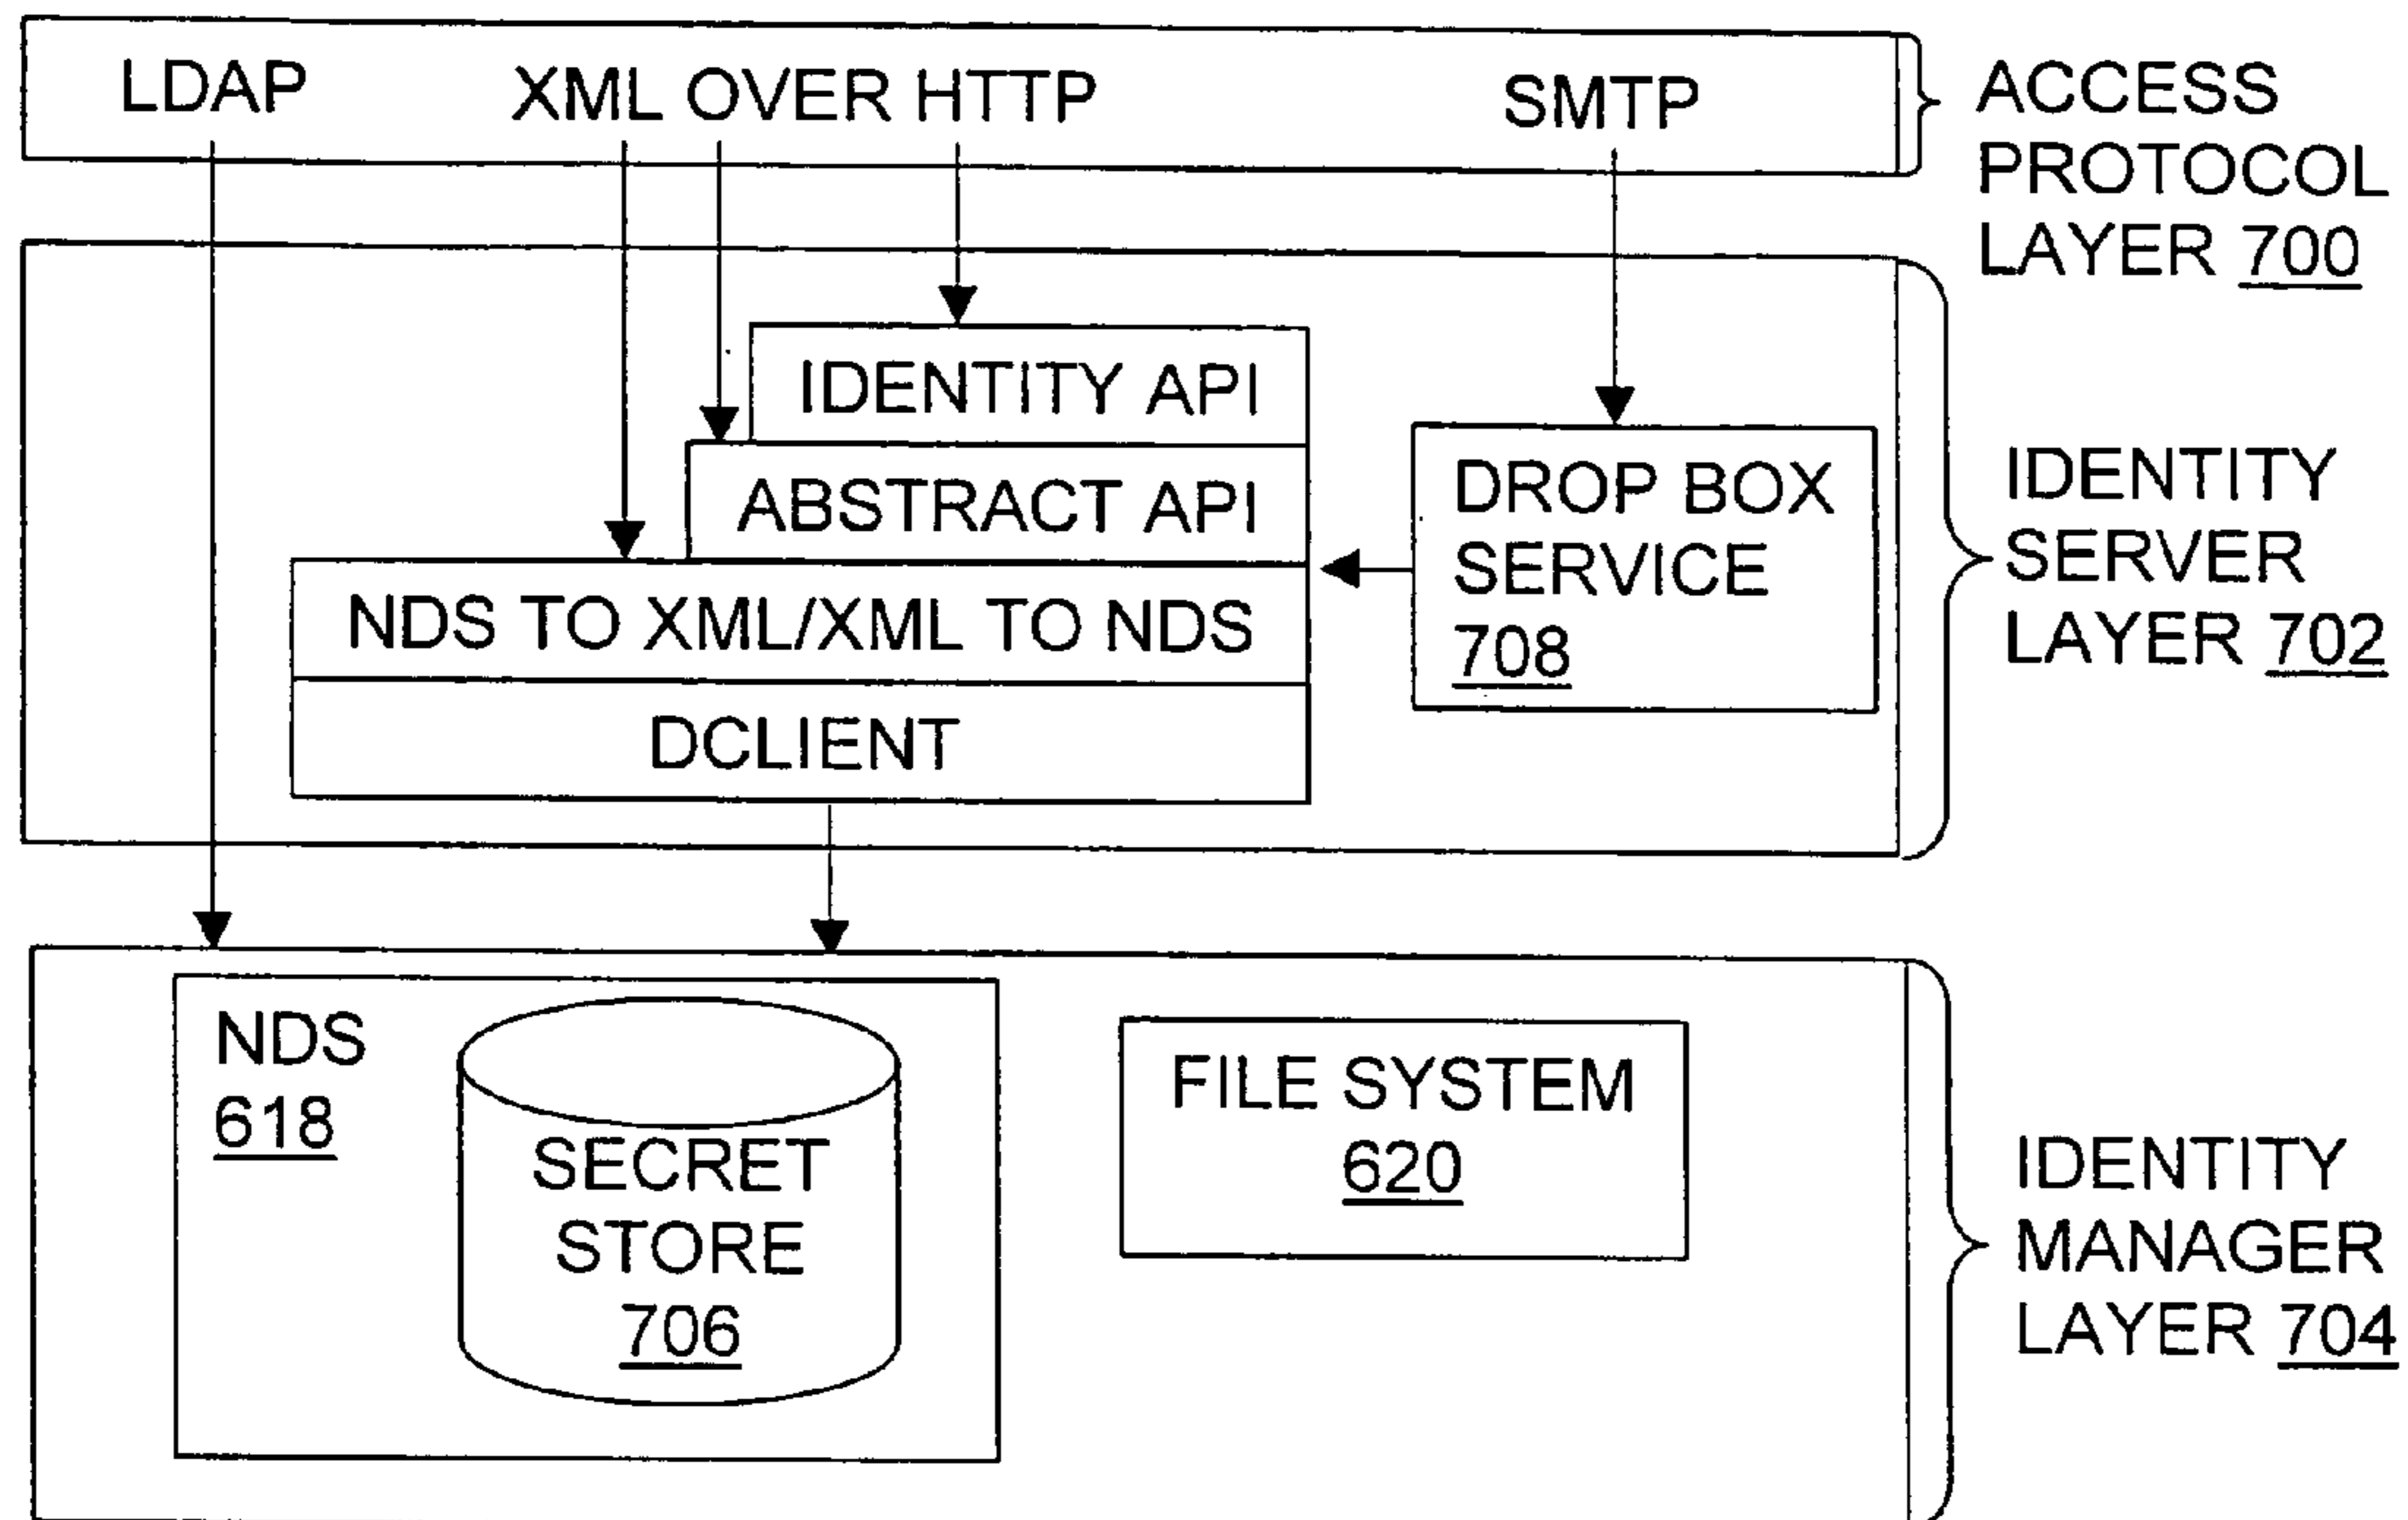 LDAP XML OVER HTTP SMTP
ACCESS
PROTOCOL
LAYER 700
IDENTITY API
ABSTRACT API
NDS TO XML/XML TO NDS
DCLIENT
DROP BOX
SERVICE
708
IDENTITY
SERVER
LAYER 702
NDS
618
SECRET
STORE
706
FILE SYSTEM
620
IDENTITY
MANAGER
LAYER 704